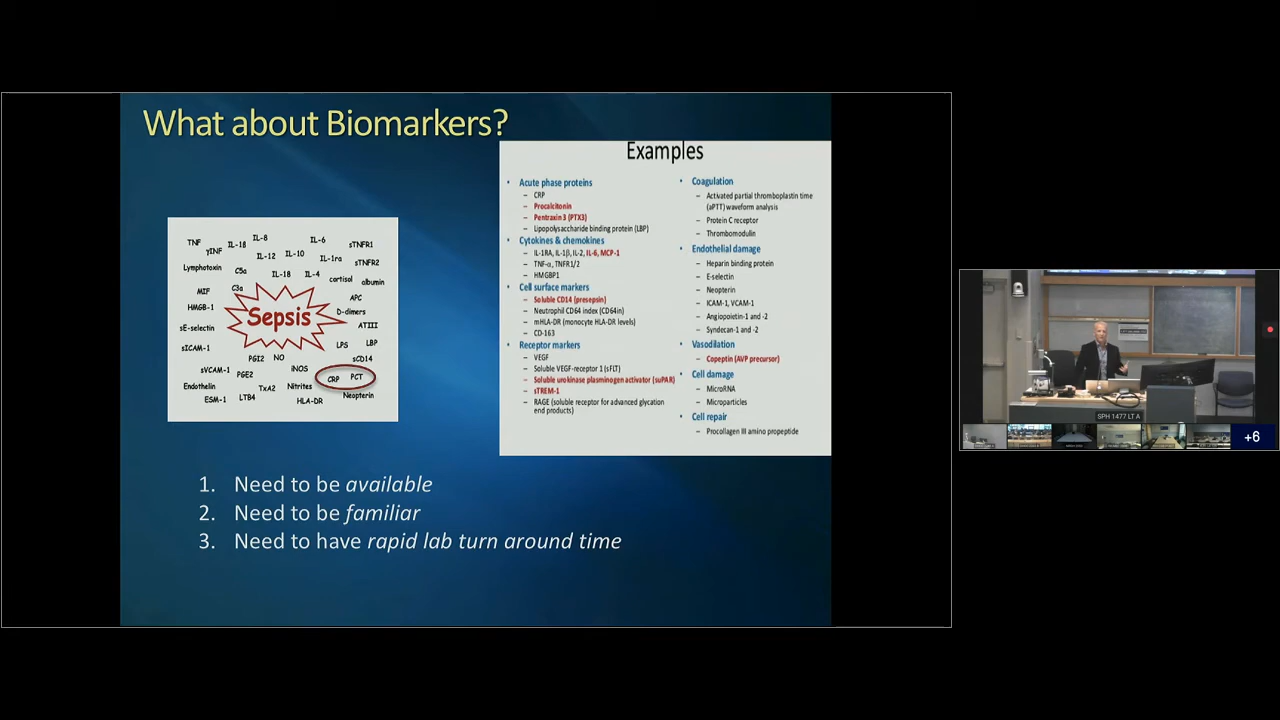 What about Biomarkers?
TNF
γINF
IL-1β
IL-8
IL-12
IL-10
IL-6
sTNFR1
IL-1ra
sTNFR2
Lymphotoxin
C5a
IL-18
IL-4
cortisol
albumin
MIF
C3a
APC
HMGB-1
D-dimers
Sepsis
sE-selectin
ATIII
sICAM-1
LPS
LBP
PGI2
NO
sCD14
sVCAM-1
PGE2
iNOS
CRP
PCT
Endothelin
TxA2
Nitrites
ESM-1
LTB4
HLA-DR
Neopterin
Examples
• Acute phase proteins
– CRP
– Procalcitonin
– Pentraxin 3 (PTX3)
– Lipopolysaccharide binding protein (LBP)
• Cytokines & chemokines
– IL-1RA, IL-1β, IL-2, IL-6, MCP-1
– TNF-α, TNFR1/2
– HMGBP1
• Cell surface markers
– Soluble CD14 (presepsin)
– Neutrophil CD64 index (CD64in)
– mHLA-DR (monocyte HLA-DR levels)
– CD-163
• Receptor markers
– VEGF
– Soluble VEGF-receptor 1 (sFLT)
– Soluble urokinase plasminogen activator (suPAR)
– sTREM-1
– RAGE (soluble receptor for advanced glycation
end products)
• Coagulation
– Activated partial thromboplastin time
(aPTT) waveform analysis
– Protein C receptor
– Thrombomodulin
• Endothelial damage
– Heparin binding protein
– E-selectin
– Neopterin
– ICAM-1, VCAM-1
– Angiopoietin-1 and -2
– Syndecan-1 and -2
• Vasodilation
– Copeptin (AVP precursor)
• Cell damage
– MicroRNA
– Microparticles
• Cell repair
– Procollagen III amino propeptide
1. Need to be available
2. Need to be familiar
3. Need to have rapid lab turn around time
SPH 1477 LT A
+6